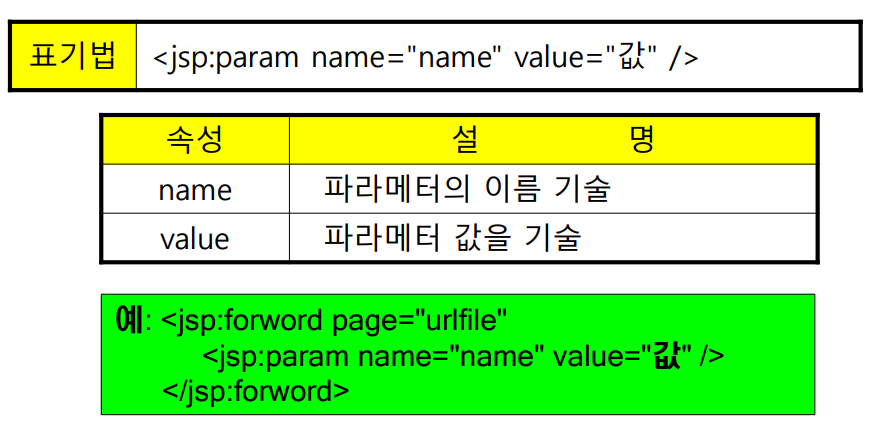 표기법 <jsp:param name="name" value="값" />
속성 설 명
name 파라메터의 이름 기술
value 파라메터 값을 기술
예: <jsp:forword page="urlfile"
<jsp:param name="name" value="값" />
</jsp:forword>